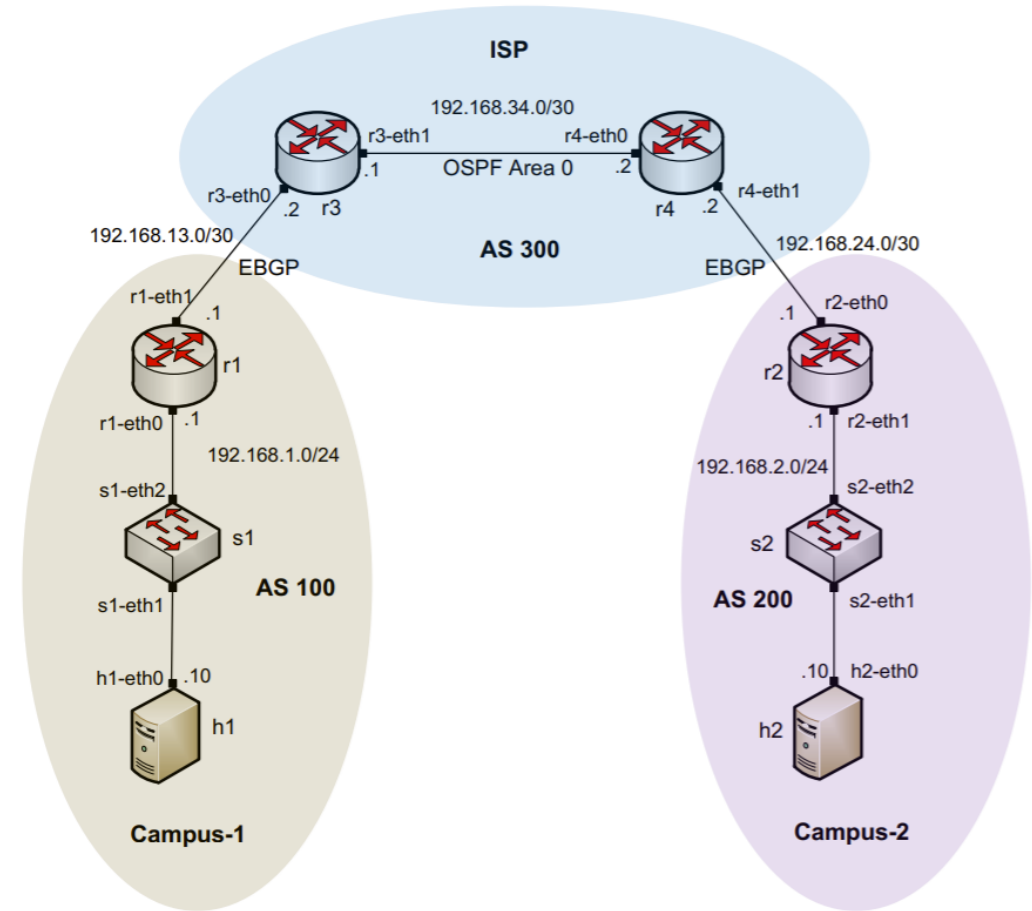 ISP
192.168.34.0/30
r3-eth1
r4-eth0
.1
OSPF Area 0
.2
r3-eth0
.2
r3
r4
.2
r4-eth1
192.168.13.0/30
AS 300
192.168.24.0/30
EBGP
EBGP
r1-eth1
.1
.1
r2-eth0
r1
r2
r1-eth0
.1
.1
r2-eth1
192.168.1.0/24
192.168.2.0/24
s1-eth2
s2-eth2
s1
s2
AS 100
AS 200
s1-eth1
s2-eth1
h1-eth0
.10
.10
h2-eth0
h1
h2
Campus-1
Campus-2